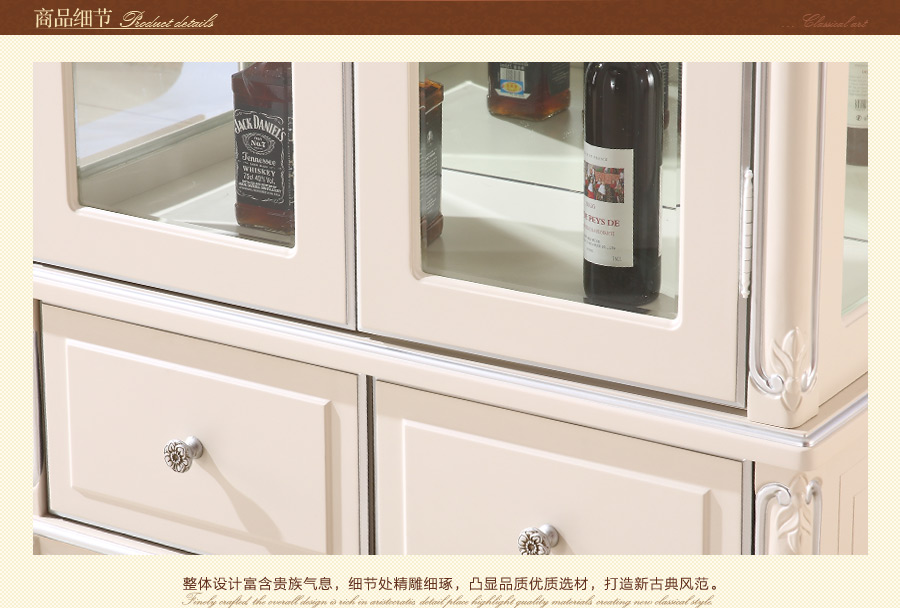 商品细节 Product details
Classical art
JACK DANIEL'S
No.7
Tennessee
WHISKEY
PEYS DE
整体设计富含贵族气息，细节处精雕细琢，凸显品质优质选材，打造新古典风范。
Finely crafted, the overall design is rich in aristocratic, detail place highlight quality materials, creating new classical style.